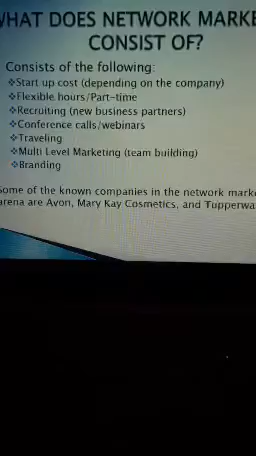 WHAT DOES NETWORK MARKE
CONSIST OF?
Consists of the following:
❖Start up cost (depending on the company)
❖Flexible hours/Part-time
❖Recruiting (new business partners)
❖Conference calls/webinars
❖Traveling
❖Multi Level Marketing (team building)
❖Branding
Some of the known companies in the network marke
arena are Avon, Mary Kay Cosmetics, and Tupperwa